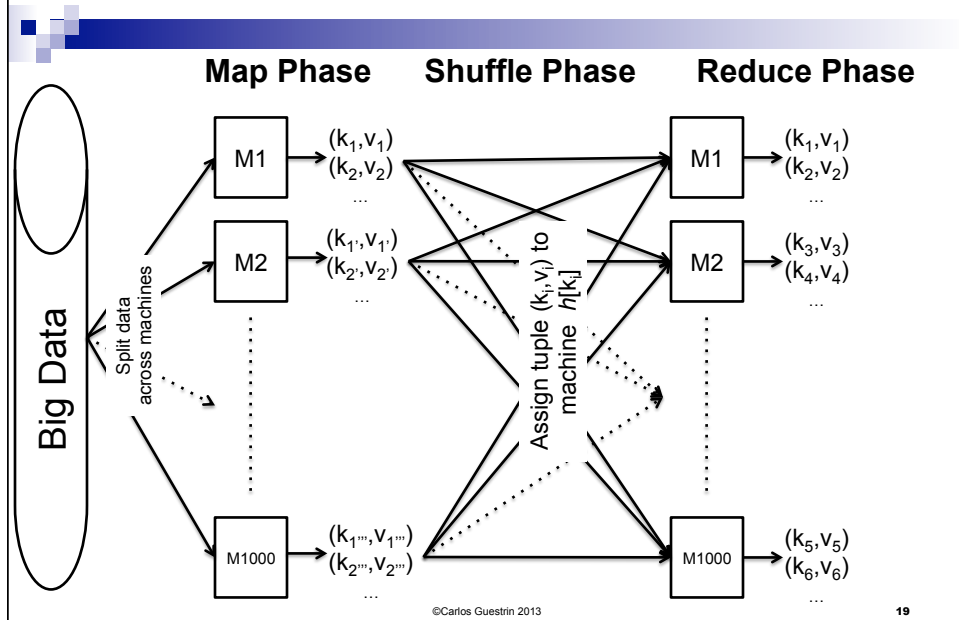 Map Phase
Shuffle Phase
Reduce Phase
Big Data
Split data
across machines
M1
(k₁,v₁)
(k₂,v₂)
...
M2
(k₁',v₁')
(k₂',v₂')
...
M1000
(k₁''',v₁''')
(k₂''',v₂''')
...
Assign tuple (kᵢ,vᵢ) to
machine h[kᵢ]
M1
(k₁,v₁)
(k₂,v₂)
...
M2
(k₃,v₃)
(k₄,v₄)
...
M1000
(k₅,v₅)
(k₆,v₆)
...
©Carlos Guestrin 2013
19